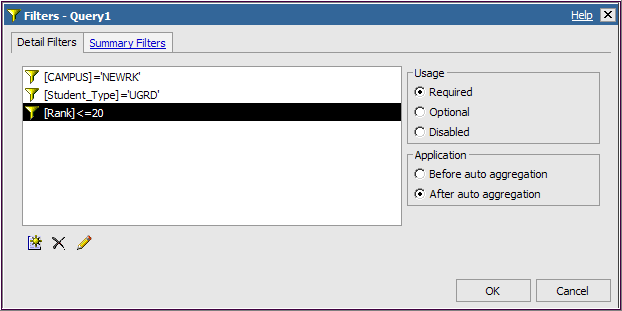 Filters - Query1
Help
Detail Filters
Summary Filters
[CAMPUS]='NEWRK'
[Student_Type]='UGRD'
[Rank]<=20
Usage
Required
Optional
Disabled
Application
Before auto aggregation
After auto aggregation
OK
Cancel